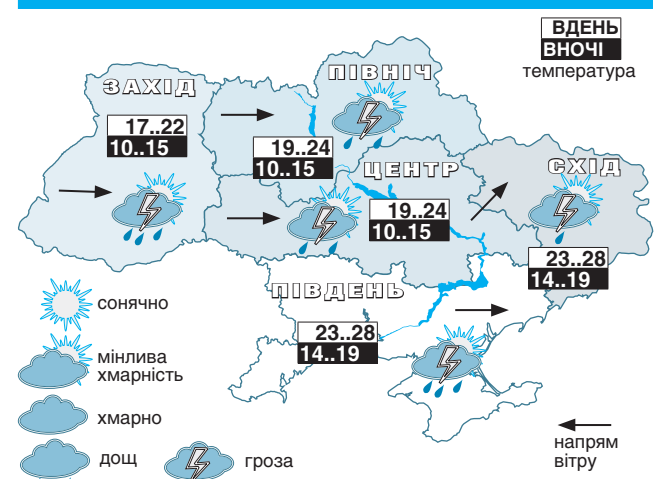 ВДЕНЬ
ВНОЧІ
температура
ПІВНІЧ
ЗАХІД
17..22
10..15
19..24
10..15
ЦЕНТР
СХІД
19..24
10..15
23..28
14..19
ПІВДЕНЬ
23..28
14..19
сонячно
мінлива
хмарність
хмарно
дощ
гроза
напрям
вітру